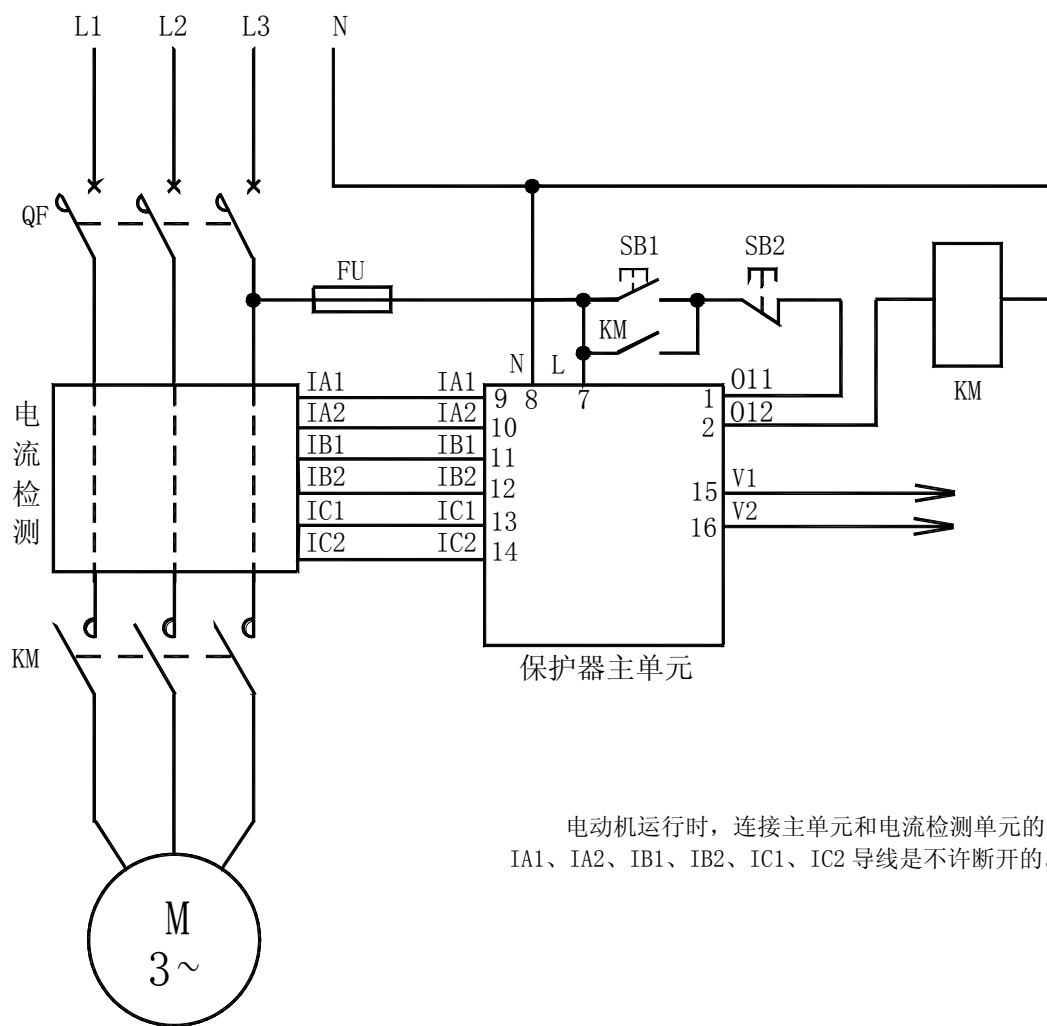 L1 L2 L3 N
QF
FU
SB1 SB2
KM
N L
KM
IA1 IA1 9 8 7 1 O11
IA2 IA2 10 2 O12
IB1 IB1 11
IB2 IB2 12 15 V1
IC1 IC1 13 16 V2
IC2 IC2 14
电流检测
KM
保护器主单元
电动机运行时，连接主单元和电流检测单元的
IA1、IA2、IB1、IB2、IC1、IC2 导线是不许断开的。
M
3~